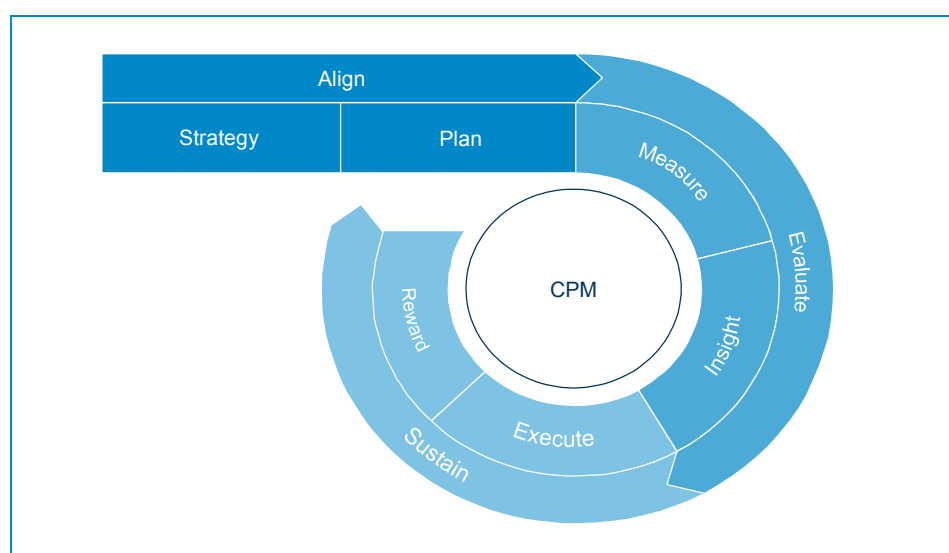 Align
Strategy
Plan
Measure
Evaluate
Insight
CPM
Reward
Execute
Sustain